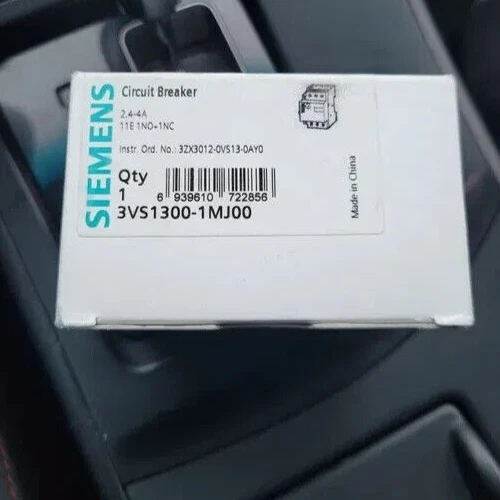 SIEMENS
Circuit Breaker
2.4-4A
11E 1NO+1NC
Instr. Ord. No.: 3ZX3012-0VS13-0AY0
Qty
1
6 939610 722856
3VS1300-1MJ00
Made in China